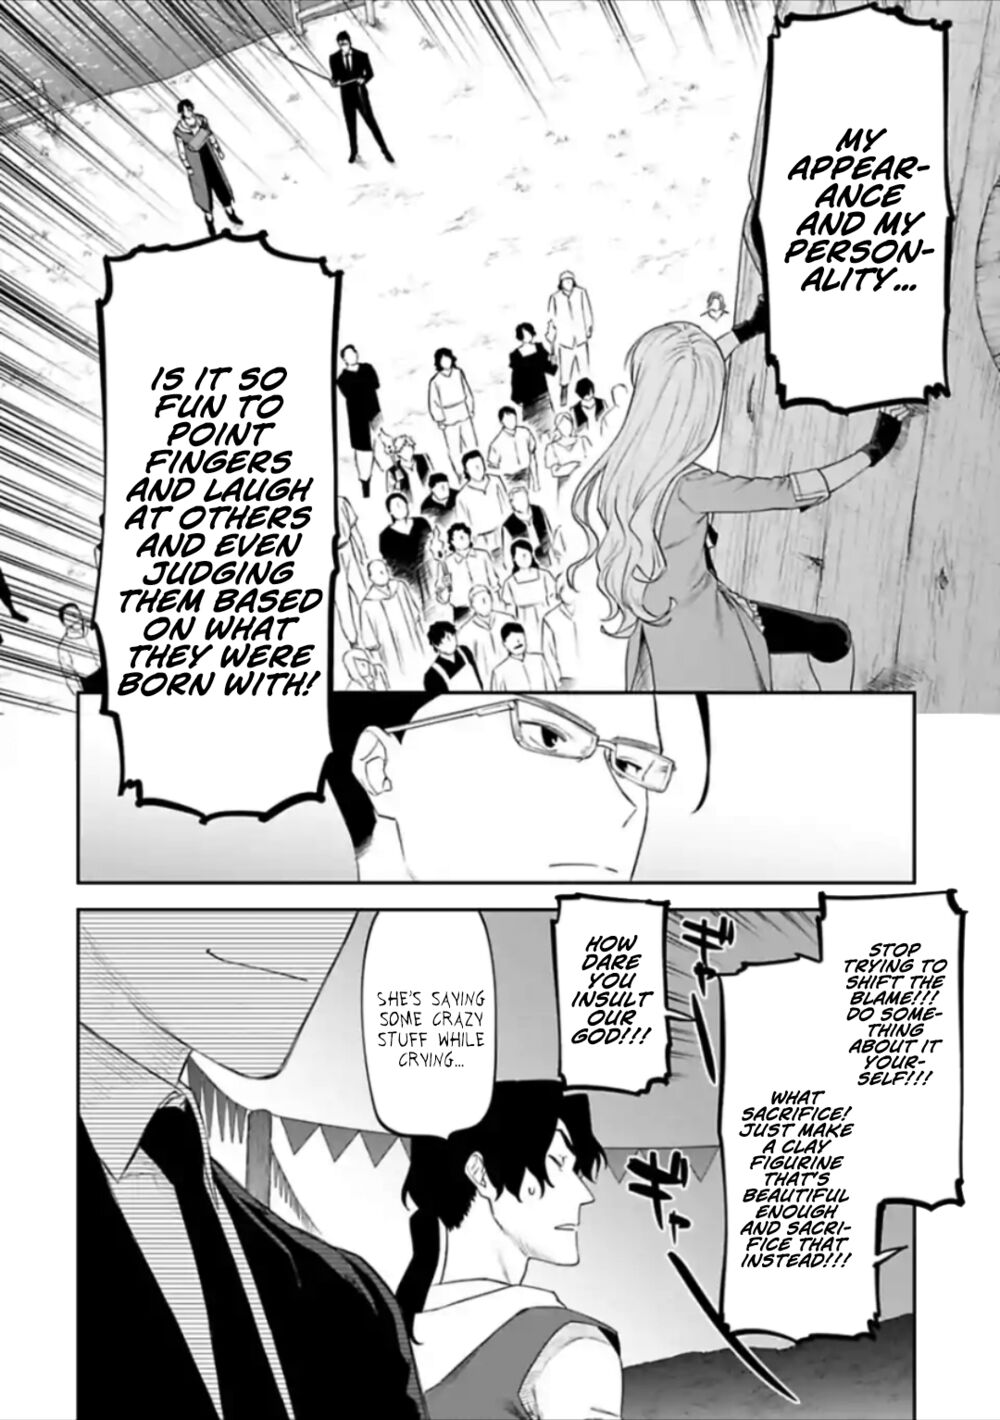 MY
APPEAR-
ANCE
AND MY
PERSON-
ALITY...
IS IT SO
FUN TO
POINT
FINGERS
AND LAUGH
AT OTHERS
AND EVEN
JUDGING
THEM BASED
ON WHAT
THEY WERE
BORN WITH!
STOP
TRYING TO
SHIFT THE
BLAME!!!
DO SOME-
THING
ABOUT IT
YOUR-
SELF!!!
WHAT
SACRIFICE!
JUST MAKE
A CLAY
FIGURINE
THAT'S
BEAUTIFUL
ENOUGH
AND SACRI-
FICE THAT
INSTEAD!!!
HOW
DARE
YOU
INSULT
OUR
GOD!!!
ギャー
ギャー
SHE'S SAYING
SOME CRAZY
STUFF WHILE
CRYING...